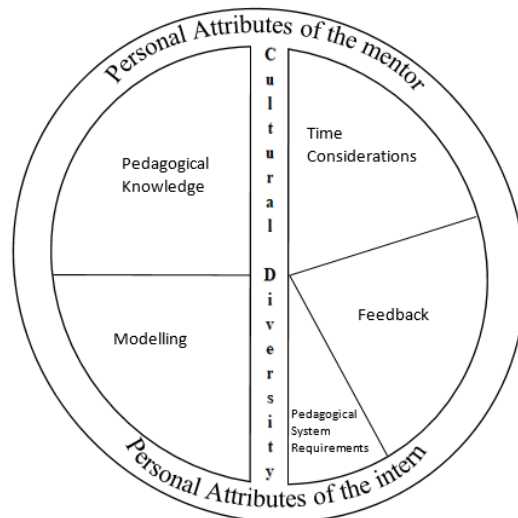 Personal Attributes of the mentor
Cultural Diversity
Pedagogical
Knowledge
Time
Considerations
Modelling
Feedback
Pedagogical
System
Requirements
Personal Attributes of the intern